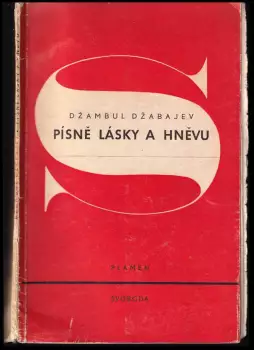 DŽAMBUL DŽABAJEV
PÍSNĚ LÁSKY A HNĚVU
PLAMEN
SVOBODA